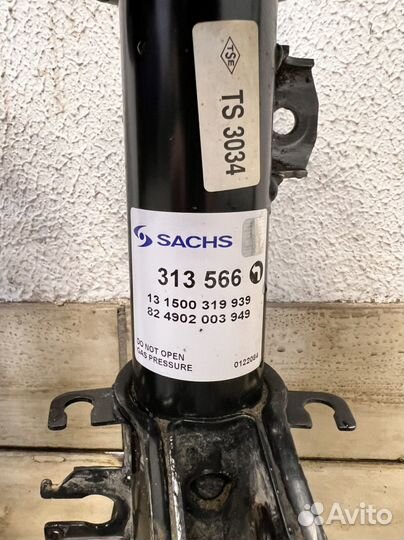 TSE
TS 3034
SACHS
313 566
13 1500 319 939
82 4902 003 949
DO NOT OPEN
GAS PRESSURE
0122084
Avito